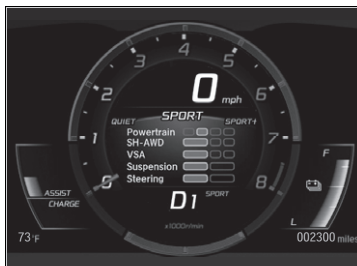 4
3 5
2 6
0 mph
SPORT
QUIET SPORT+
1 7
Powertrain
SH-AWD
VSA
Suspension
Steering
0 8
F
ASSIST
CHARGE
D1 SPORT
x1000r/min
L
73°F
002300 miles